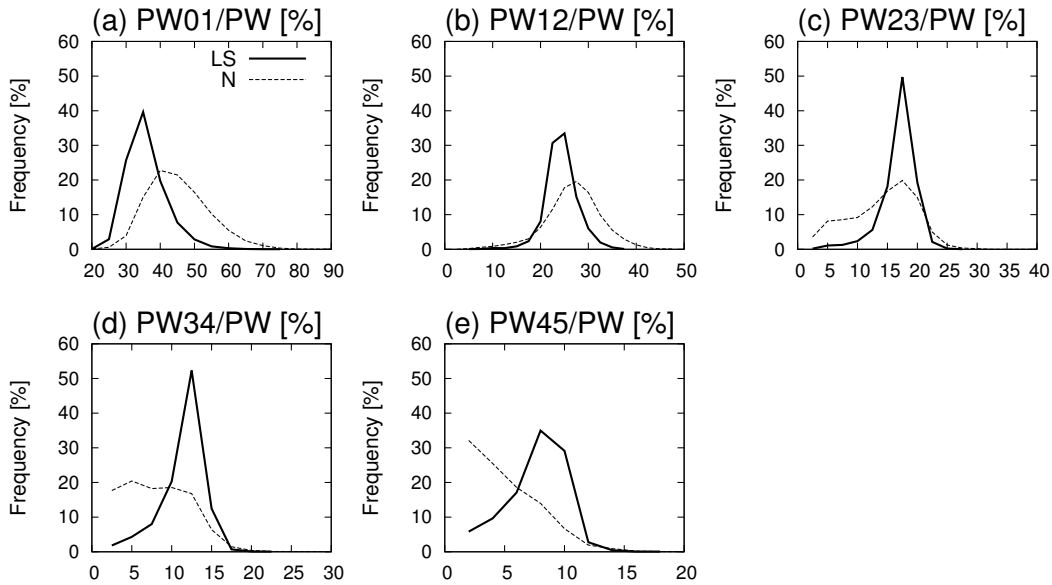 (a) PW01/PW [%]
(b) PW12/PW [%]
(c) PW23/PW [%]
Frequency [%]
60
50
40
30
20
10
0
LS
N
20 30 40 50 60 70 80 90
Frequency [%]
60
50
40
30
20
10
0
0 10 20 30 40 50
Frequency [%]
60
50
40
30
20
10
0
0 5 10 15 20 25 30 35 40
(d) PW34/PW [%]
(e) PW45/PW [%]
Frequency [%]
60
50
40
30
20
10
0
0 5 10 15 20 25 30
Frequency [%]
60
50
40
30
20
10
0
0 5 10 15 20